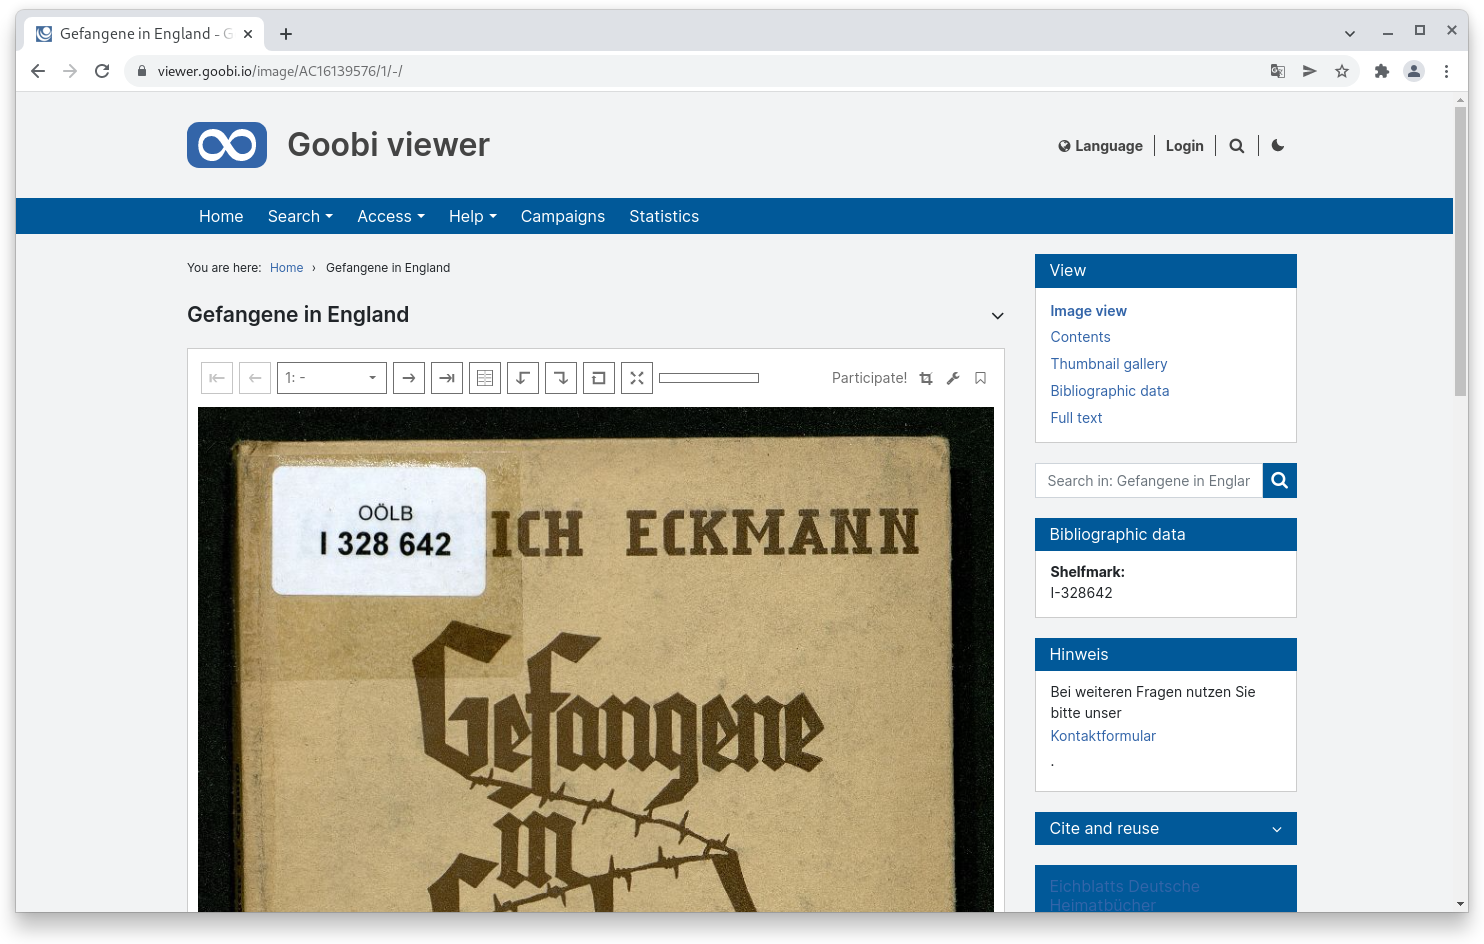 Gefangene in England - G
viewer.goobi.io/image/AC16139576/1/-/
Goobi viewer
Language
Login
Home
Search
Access
Help
Campaigns
Statistics
You are here: Home › Gefangene in England
Gefangene in England
1: -
Participate!
OÖLB
I 328 642
ICH ECKMANN
Gefangene
in
View
Image view
Contents
Thumbnail gallery
Bibliographic data
Full text
Search in: Gefangene in Englar
Bibliographic data
Shelfmark:
I-328642
Hinweis
Bei weiteren Fragen nutzen Sie
bitte unser
Kontaktformular
.
Cite and reuse
Eichblatts Deutsche
Heimatbücher